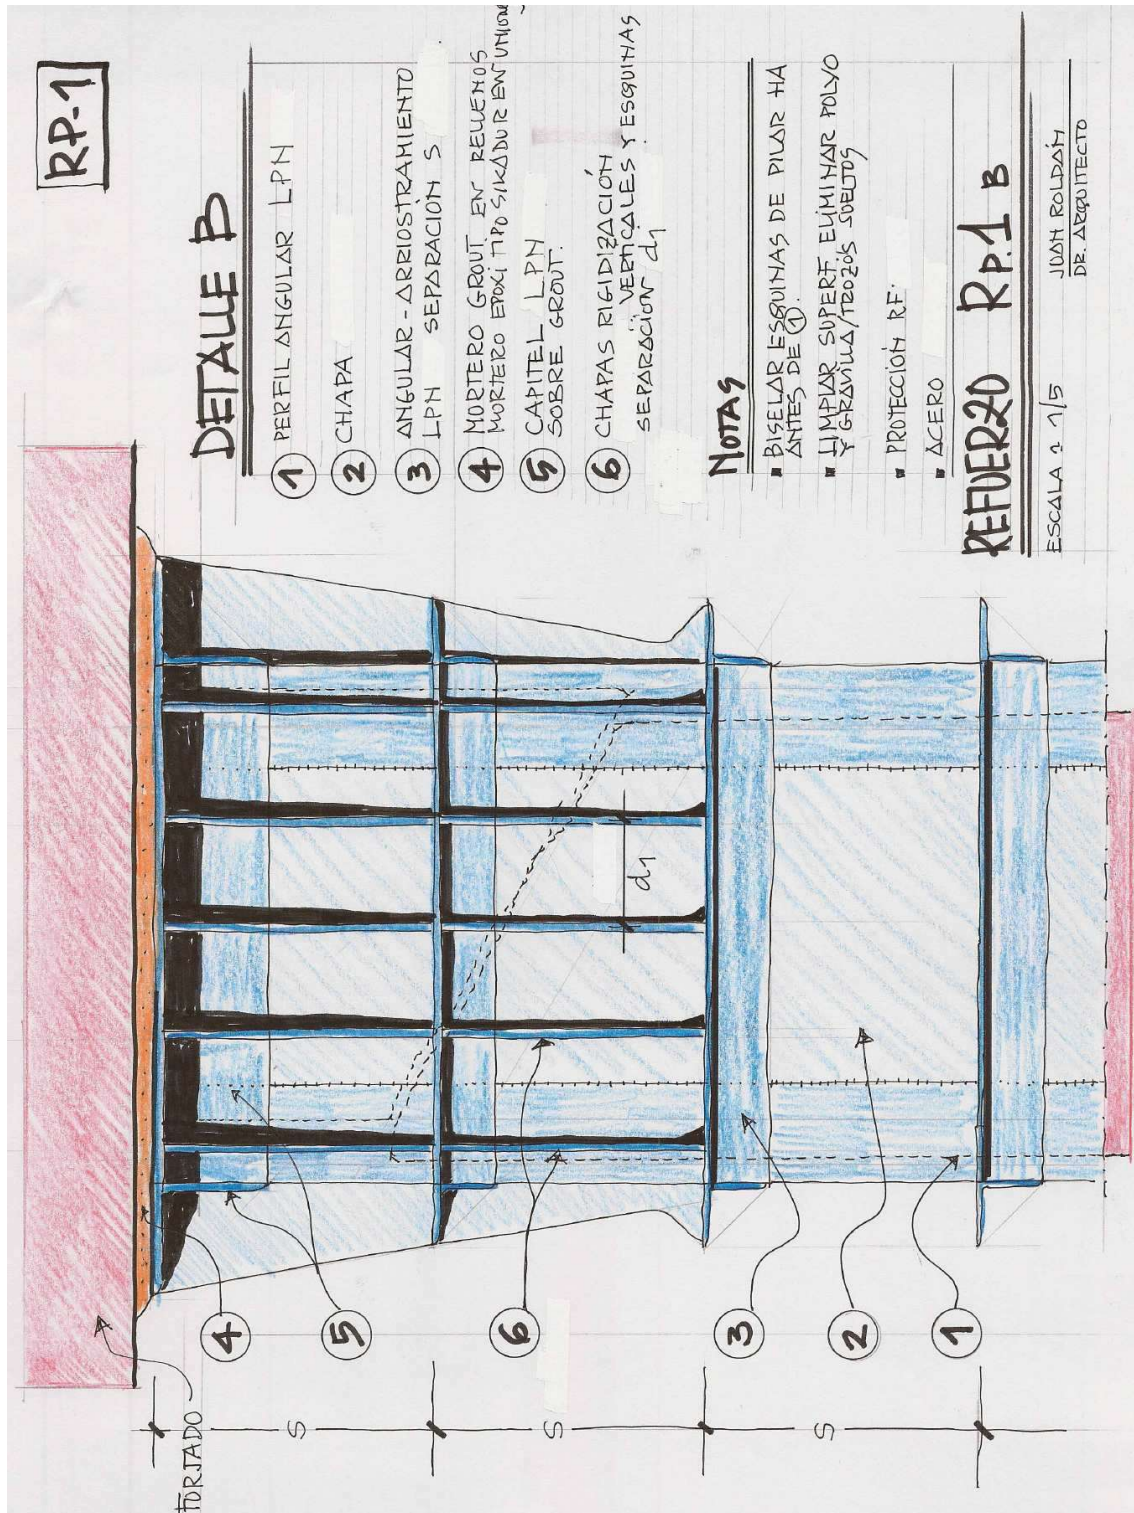 RP-1
DETALLE B
1 PERFIL ANGULAR LPN
2 CHAPA
3 ANGULAR - ARRIOSTRAMIENTO
LPN SEPARACIÓN S
4 MORTERO GROUT EN RELLENOS
MORTERO EPOXI TIPO SIKADUR EN UNIONES
5 CAPITEL LPN
SOBRE GROUT.
6 CHAPAS RIGIDIZACIÓN
VERTICALES Y ESQUINAS
SEPARACIÓN d1
NOTAS
▪ BISELAR ESQUINAS DE PILAR HA
ANTES DE 1.
▪ LIMPIAR SUPERF. ELIMINAR POLVO
Y GRAVILLA/TROZOS SUELTOS
▪ PROTECCIÓN RF.
▪ ACERO
REFUERZO RP.1 B
ESCALA : 1/5
JUAN ROLDÁN
DR. ARQUITECTO
FORJADO
4
5
6
3
2
1
S
S
S
d1